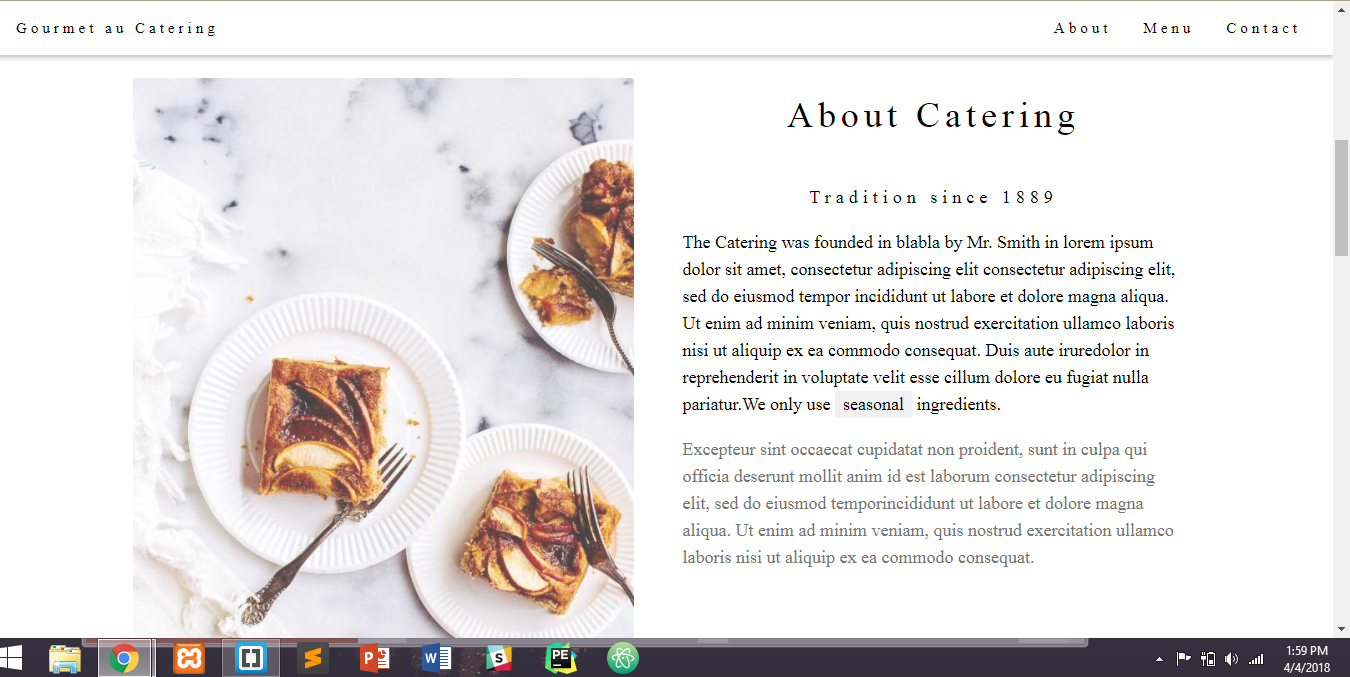 Gourmet au Catering
About Menu Contact
About Catering
Tradition since 1889
The Catering was founded in blabla by Mr. Smith in lorem ipsum
dolor sit amet, consectetur adipiscing elit consectetur adipiscing elit,
sed do eiusmod tempor incididunt ut labore et dolore magna aliqua.
Ut enim ad minim veniam, quis nostrud exercitation ullamco laboris
nisi ut aliquip ex ea commodo consequat. Duis aute iruredolor in
reprehenderit in voluptate velit esse cillum dolore eu fugiat nulla
pariatur.We only use seasonal ingredients.
Excepteur sint occaecat cupidatat non proident, sunt in culpa qui
officia deserunt mollit anim id est laborum consectetur adipiscing
elit, sed do eiusmod temporincididunt ut labore et dolore magna
aliqua. Ut enim ad minim veniam, quis nostrud exercitation ullamco
laboris nisi ut aliquip ex ea commodo consequat.
P
W
S
PE
1:59 PM
4/4/2018